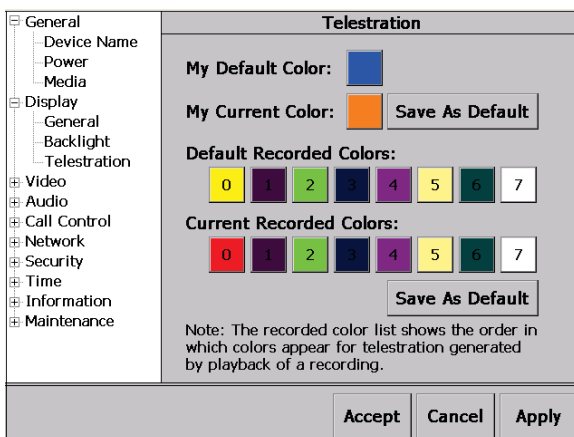 General
Device Name
Power
Media
Display
General
Backlight
Telestration
Video
Audio
Call Control
Network
Security
Time
Information
Maintenance
Telestration
My Default Color:
My Current Color:
Save As Default
Default Recorded Colors:
0 1 2 3 4 5 6 7
Current Recorded Colors:
0 1 2 3 4 5 6 7
Save As Default
Note: The recorded color list shows the order in
which colors appear for telestration generated
by playback of a recording.
Accept Cancel Apply